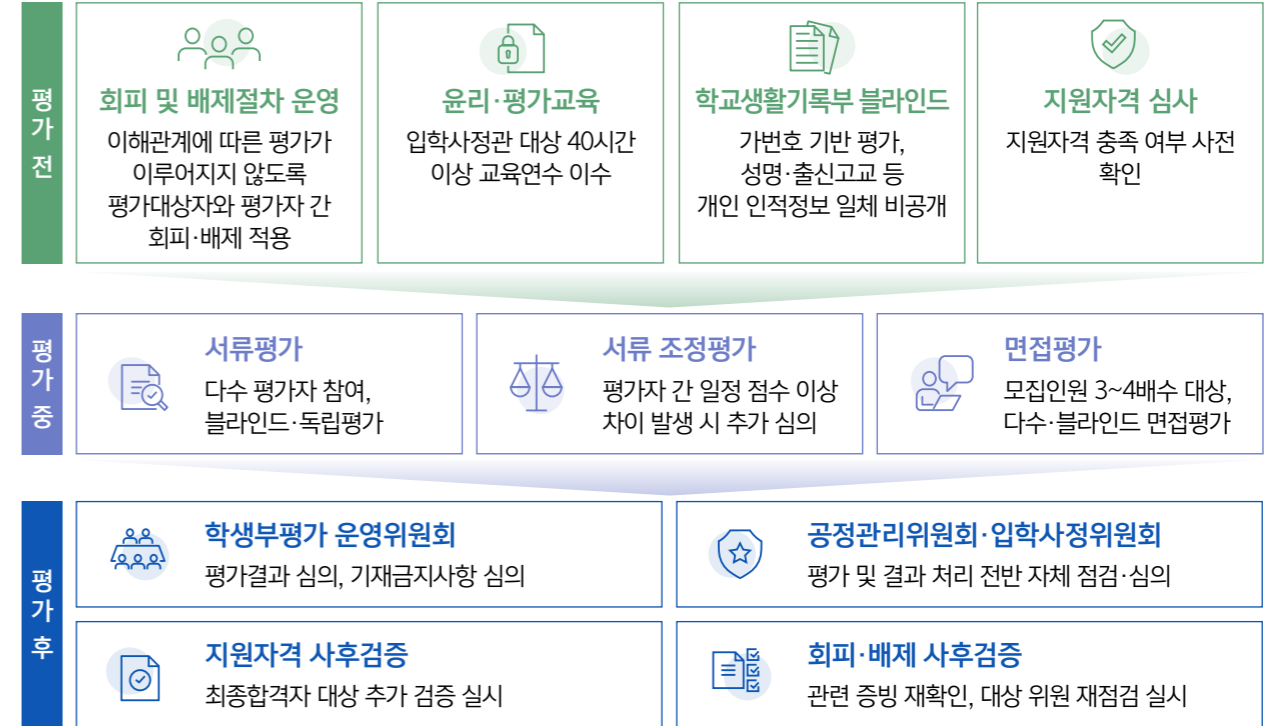 평가 전
회피 및 배제절차 운영
이해관계에 따른 평가가
이루어지지 않도록
평가대상자와 평가자 간
회피·배제 적용
윤리·평가교육
입학사정관 대상 40시간
이상 교육연수 이수
학교생활기록부 블라인드
가번호 기반 평가,
성명·출신고교 등
개인 인적정보 일체 비공개
지원자격 심사
지원자격 충족 여부 사전
확인
평가 중
서류평가
다수 평가자 참여,
블라인드·독립평가
서류 조정평가
평가자 간 일정 점수 이상
차이 발생 시 추가 심의
면접평가
모집인원 3~4배수 대상,
다수·블라인드 면접평가
평가 후
학생부평가 운영위원회
평가결과 심의, 기재금지사항 심의
공정관리위원회·입학사정위원회
평가 및 결과 처리 전반 자체 점검·심의
지원자격 사후검증
최종합격자 대상 추가 검증 실시
회피·배제 사후검증
관련 증빙 재확인, 대상 위원 재점검 실시